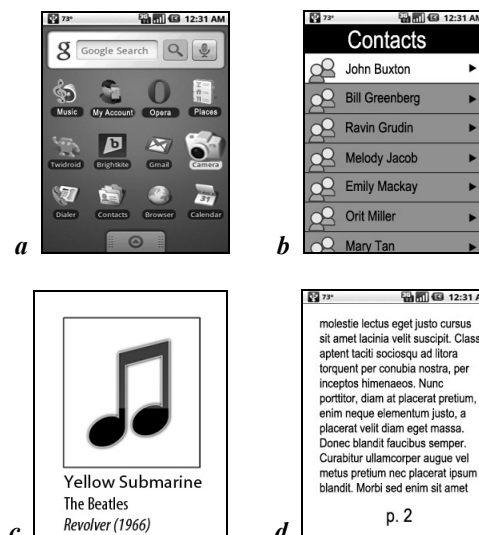 73° 3G 12:31 AM
g Google Search
Music My Account Opera Places
Twidroid Brightkite Gmail Camera
Dialer Contacts Browser Calendar
a
12:31 AM
Contacts
John Buxton
Bill Greenberg
Ravin Grudin
Melody Jacob
Emily Mackay
Orit Miller
Mary Tan
b
Yellow Submarine
The Beatles
Revolver (1966)
c
73° 12:31 A
molestie lectus eget justo cursus
sit amet lacinia velit suscipit. Class
aptent taciti sociosqu ad litora
torquent per conubia nostra, per
inceptos himenaeos. Nunc
porttitor, diam at placerat pretium,
enim neque elementum justo, a
placerat velit diam eget massa.
Donec blandit faucibus semper.
Curabitur ullamcorper augue vel
metus pretium nec placerat ipsum
blandit. Morbi sed enim sit amet
p. 2
d